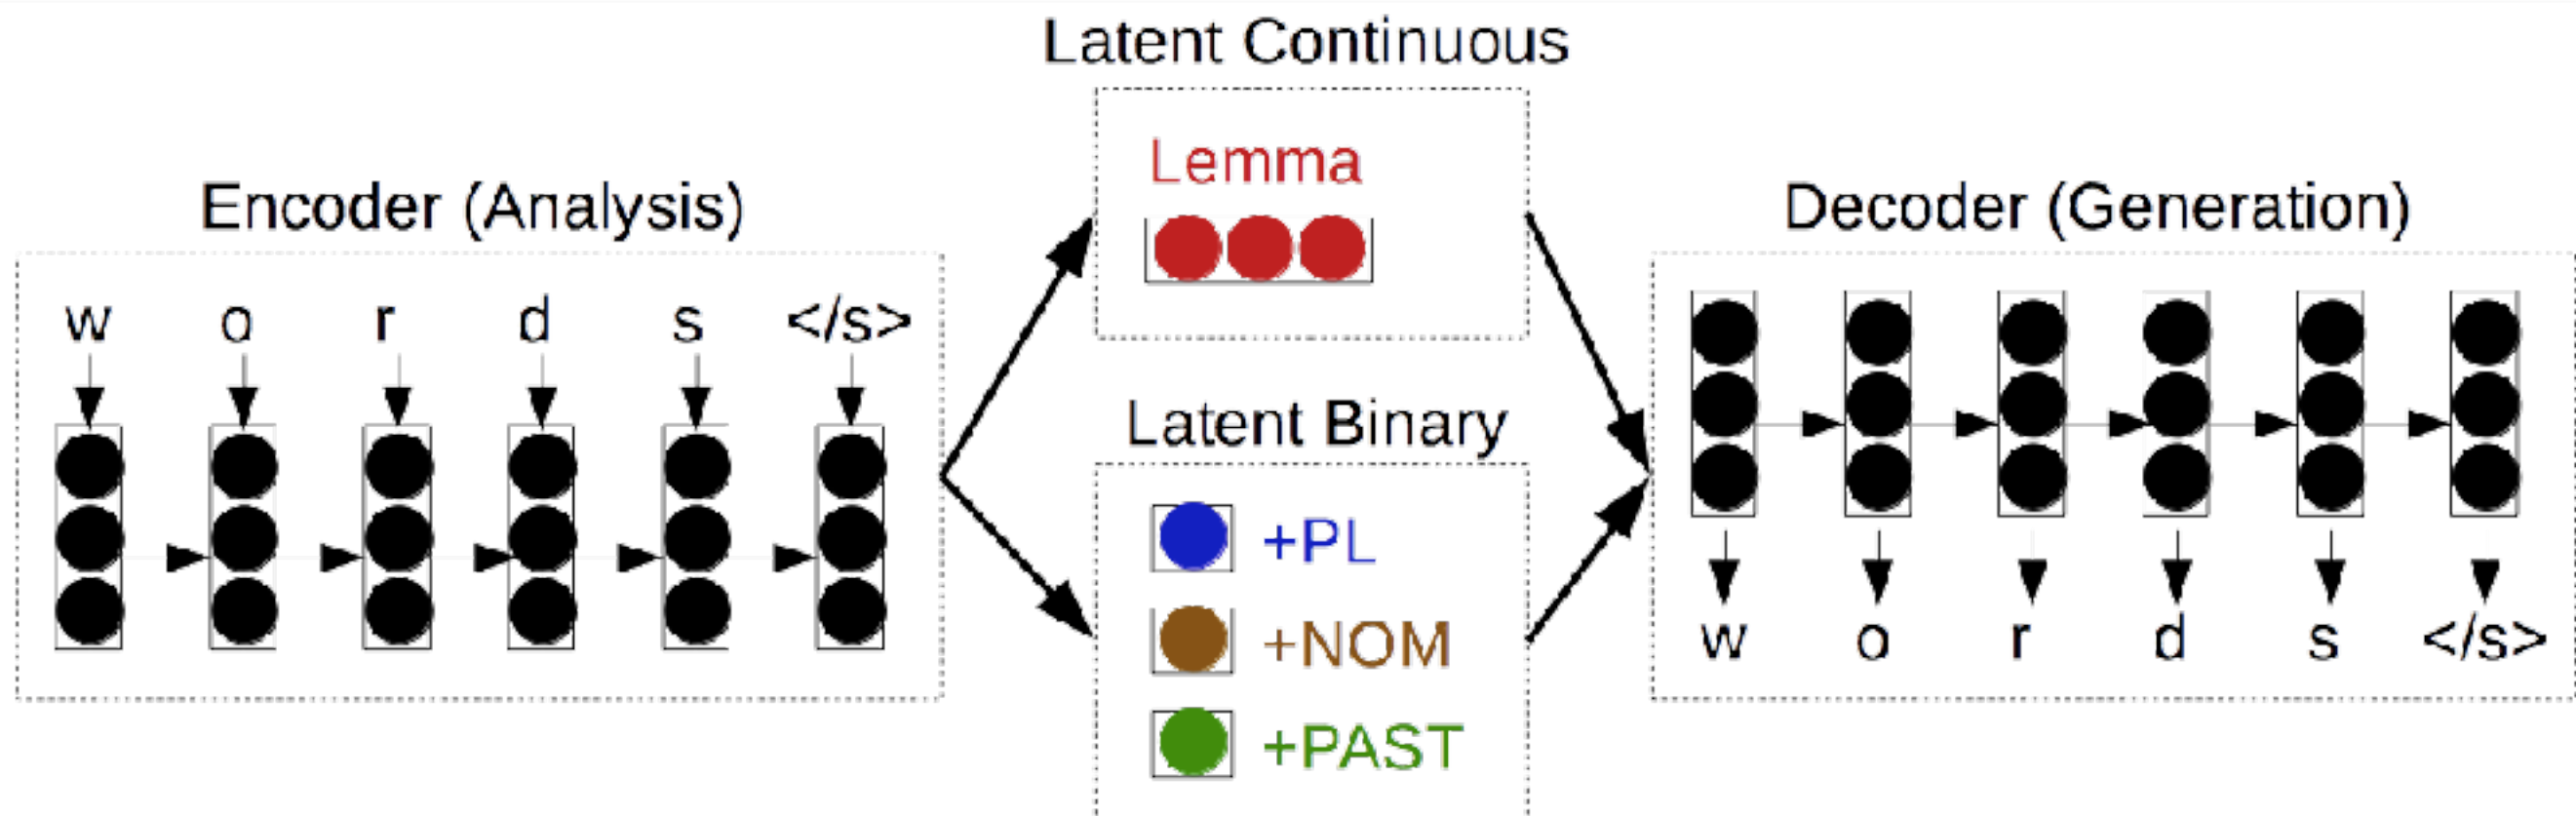 Latent Continuous
Lemma
Encoder (Analysis)
w o r d s </s>
Latent Binary
+PL
+NOM
+PAST
Decoder (Generation)
w o r d s </s>